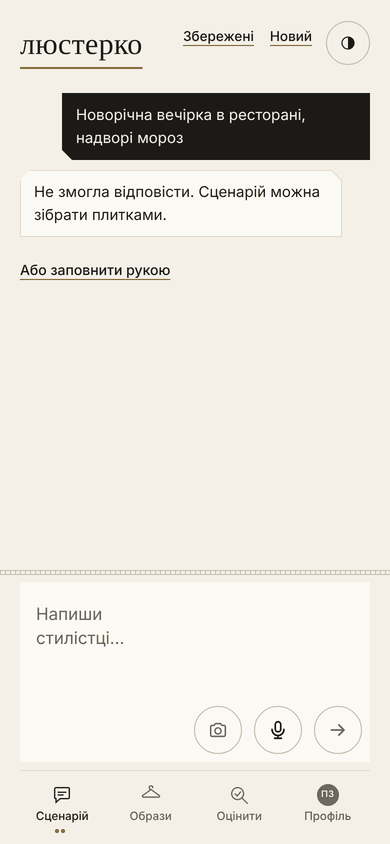 люстерко
Збережені
Новий
Новорічна вечірка в ресторані,
надворі мороз
Не змогла відповісти. Сценарій можна
зібрати плитками.
Або заповнити рукою
Напиши
стилістці...
Сценарій
Образи
Оцінити
ПЗ
Профіль